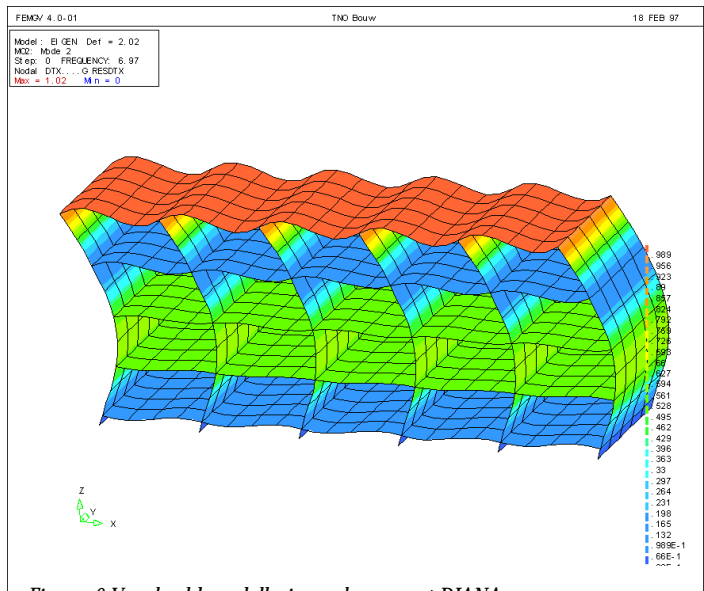 FEMGV 4.0-01
TNO Bouw
18 FEB 97
Model: EIGEN Def = 2.02
MO2: Mode 2
Step: 0 FREQUENCY: 6.97
Nodal DTX....G RESDTX
Max = 1.02 Min = 0
.989
.956
.923
.89
.857
.824
.792
.759
.726
.693
.66
.627
.594
.561
.528
.495
.462
.429
.396
.363
.33
.297
.264
.231
.198
.165
.132
.989E-1
.66E-1
Z
Y
X